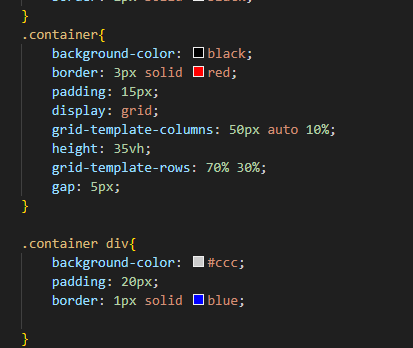 }
.container{
background-color: black;
border: 3px solid red;
padding: 15px;
display: grid;
grid-template-columns: 50px auto 10%;
height: 35vh;
grid-template-rows: 70% 30%;
gap: 5px;
}
.container div{
background-color: #ccc;
padding: 20px;
border: 1px solid blue;
}